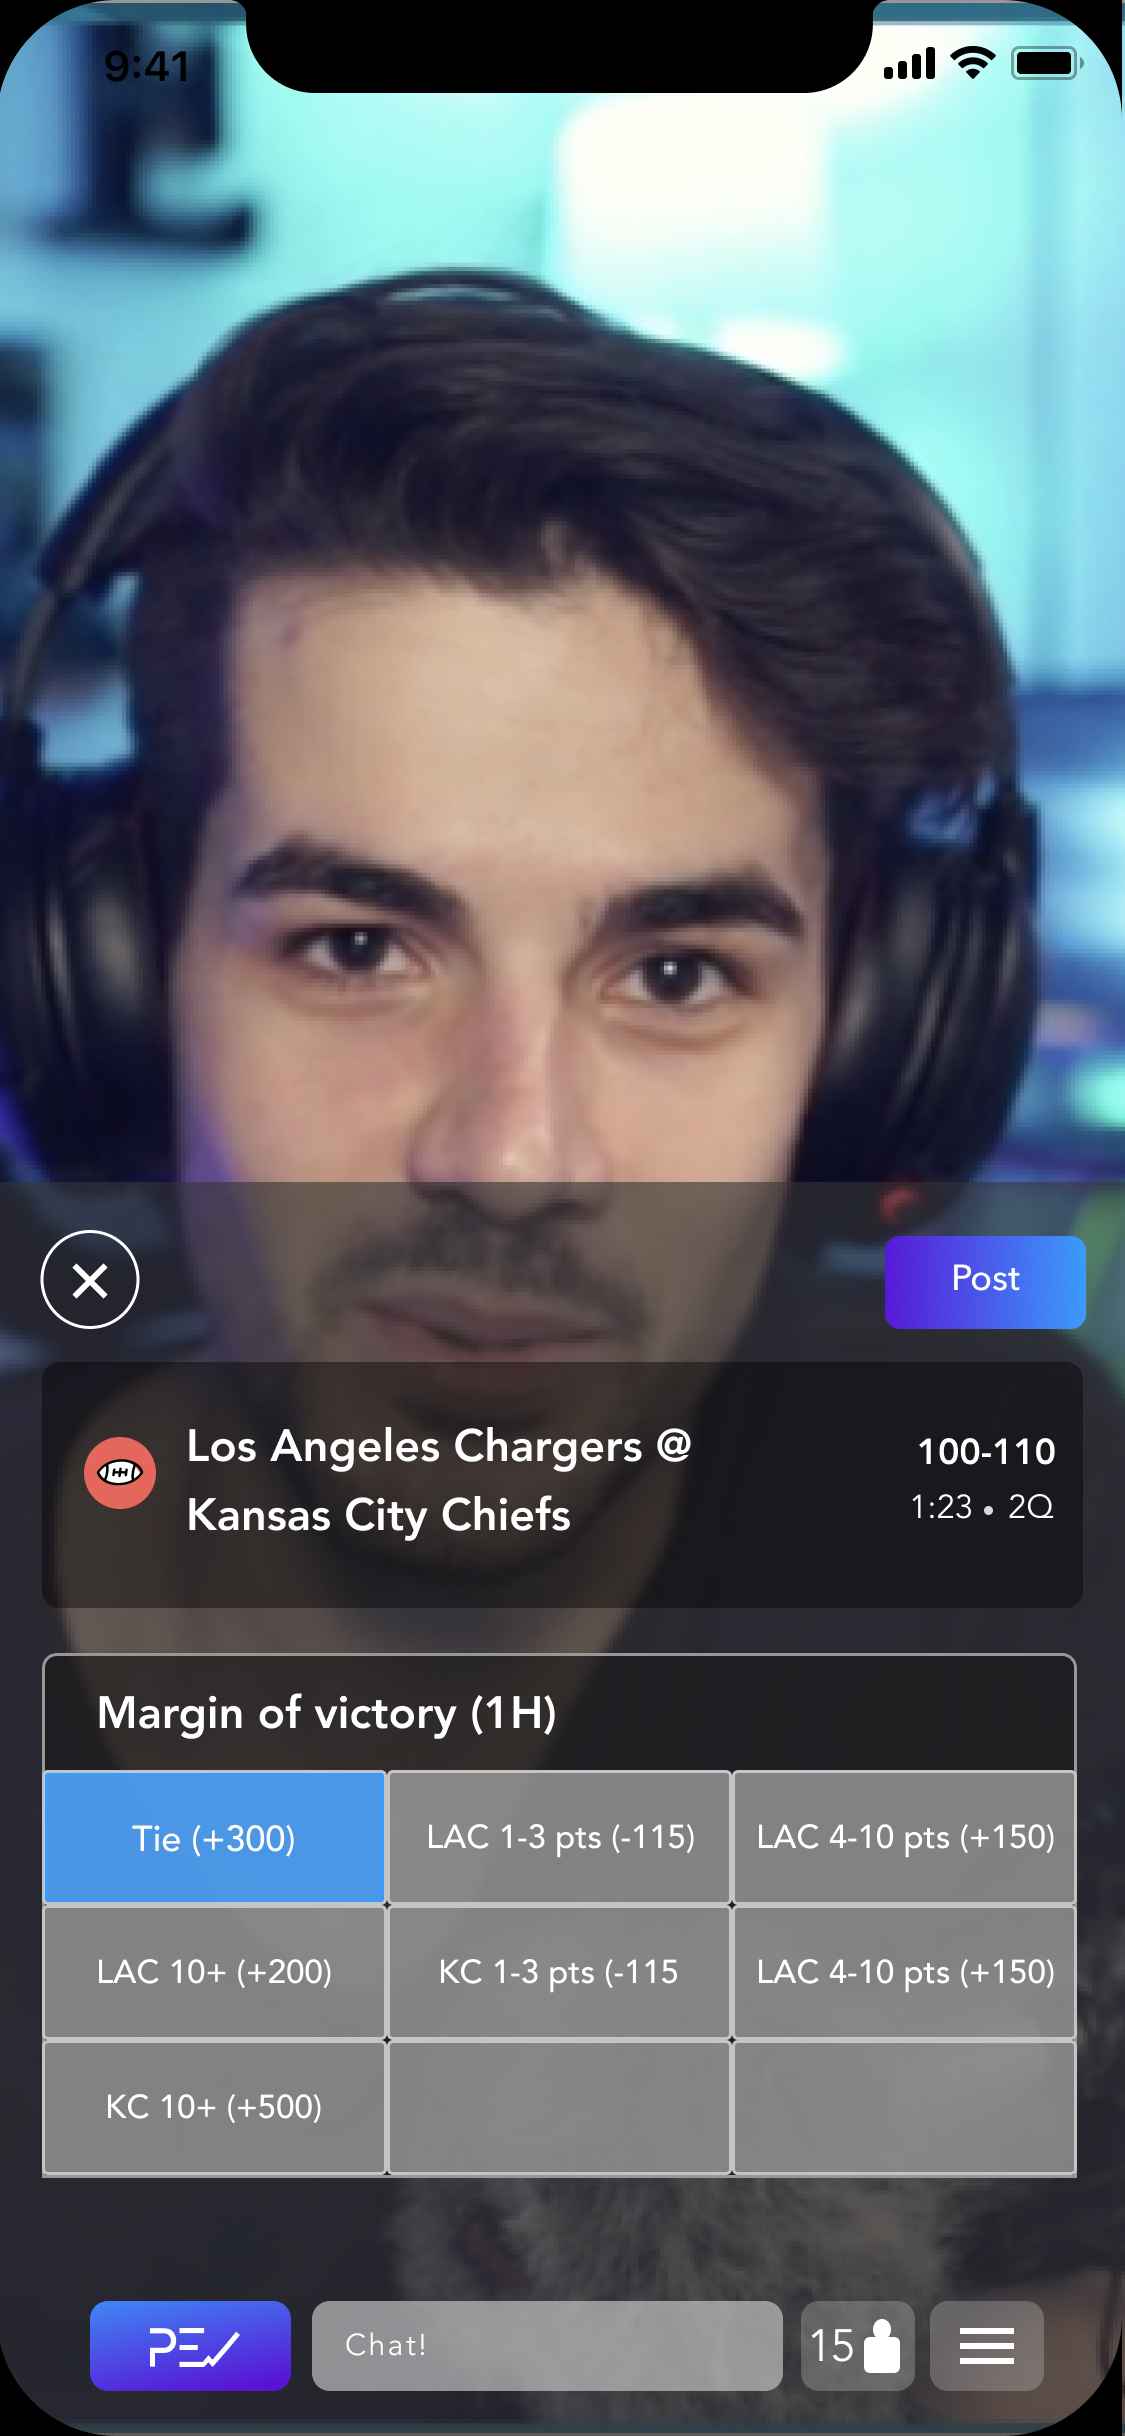 9:41
Post
Los Angeles Chargers @
Kansas City Chiefs
100-110
1:23 • 2Q
Margin of victory (1H)
Tie (+300)
LAC 1-3 pts (-115)
LAC 4-10 pts (+150)
LAC 10+ (+200)
KC 1-3 pts (-115
LAC 4-10 pts (+150)
KC 10+ (+500)
Chat!
15